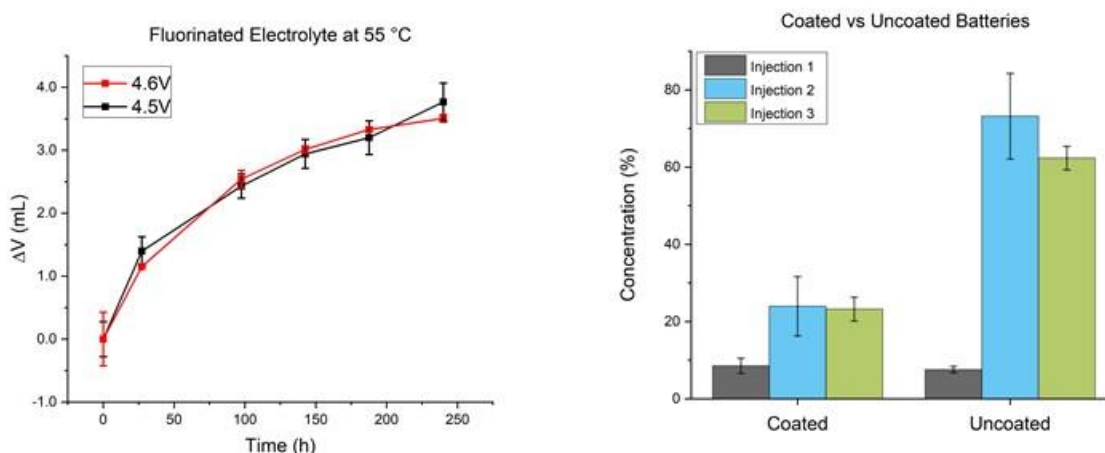 Fluorinated Electrolyte at 55 °C
4.6V
4.5V
4.0
3.0
2.0
1.0
0.0
-1.0
ΔV (mL)
0 50 100 150 200 250
Time (h)
Coated vs Uncoated Batteries
Injection 1
Injection 2
Injection 3
80
60
40
20
0
Concentration (%)
Coated Uncoated